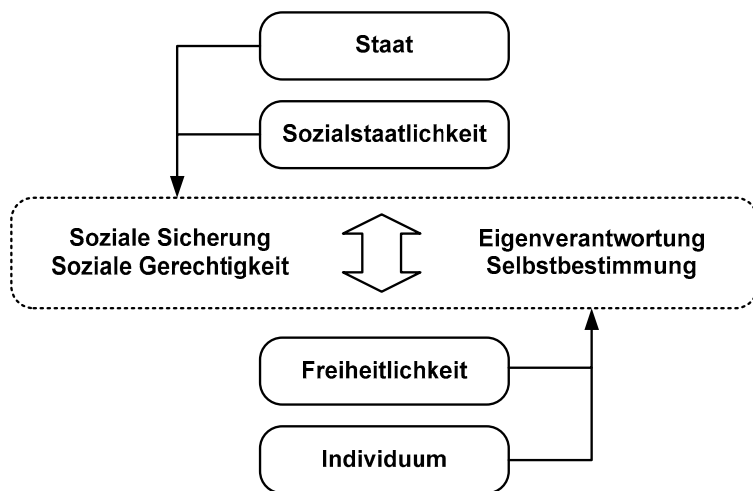 Staat
Sozialstaatlichkeit
Soziale Sicherung
Soziale Gerechtigkeit
Eigenverantwortung
Selbstbestimmung
Freiheitlichkeit
Individuum